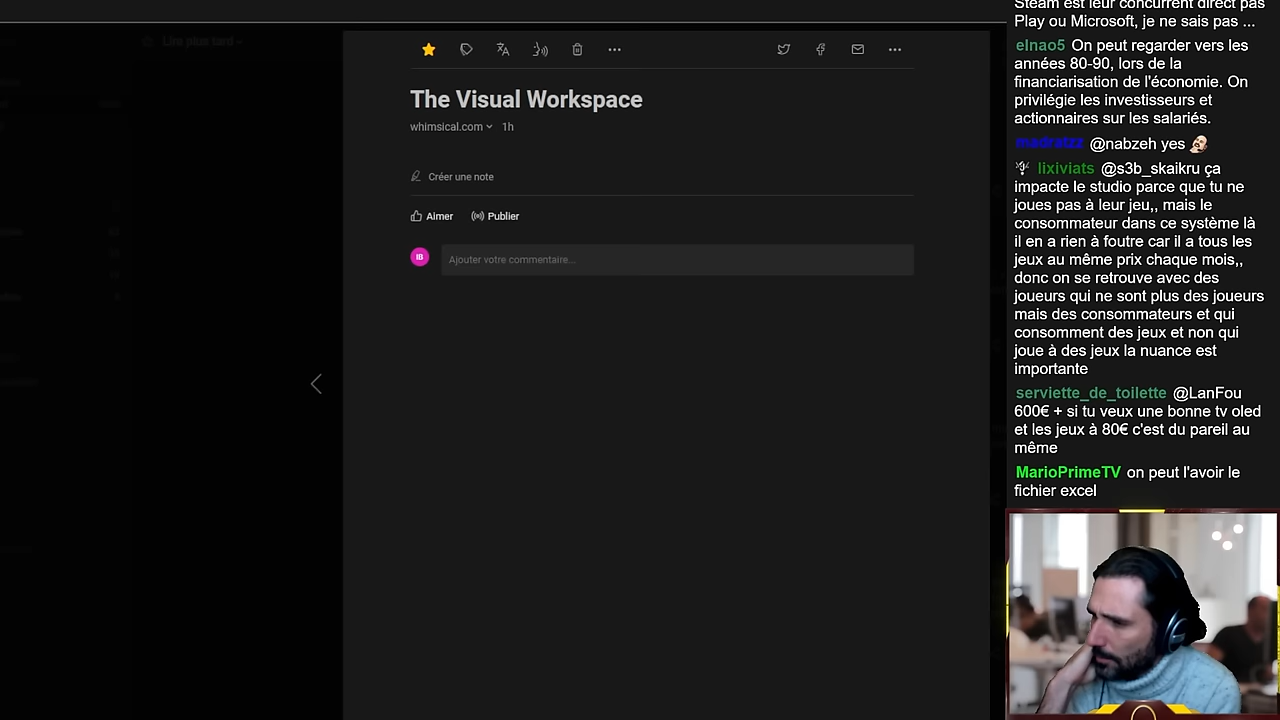 Lire plus tard
The Visual Workspace
whimsical.com 1h
Créer une note
Aimer Publier
IB Ajouter votre commentaire...
Steam est leur concurrent direct pas
Play ou Microsoft, je ne sais pas ...
elnao5 On peut regarder vers les
années 80-90, lors de la
financiarisation de l'économie. On
privilégie les investisseurs et
actionnaires sur les salariés.
madratzz @nabzeh yes
lixiviats @s3b_skaikru ça
impacte le studio parce que tu ne
joues pas à leur jeu,, mais le
consommateur dans ce système là
il en a rien à foutre car il a tous les
jeux au même prix chaque mois,,
donc on se retrouve avec des
joueurs qui ne sont plus des joueurs
mais des consommateurs et qui
consomment des jeux et non qui
joue à des jeux la nuance est
importante
serviette_de_toilette @LanFou
600€ + si tu veux une bonne tv oled
et les jeux à 80€ c'est du pareil au
même
MarioPrimeTV on peut l'avoir le
fichier excel